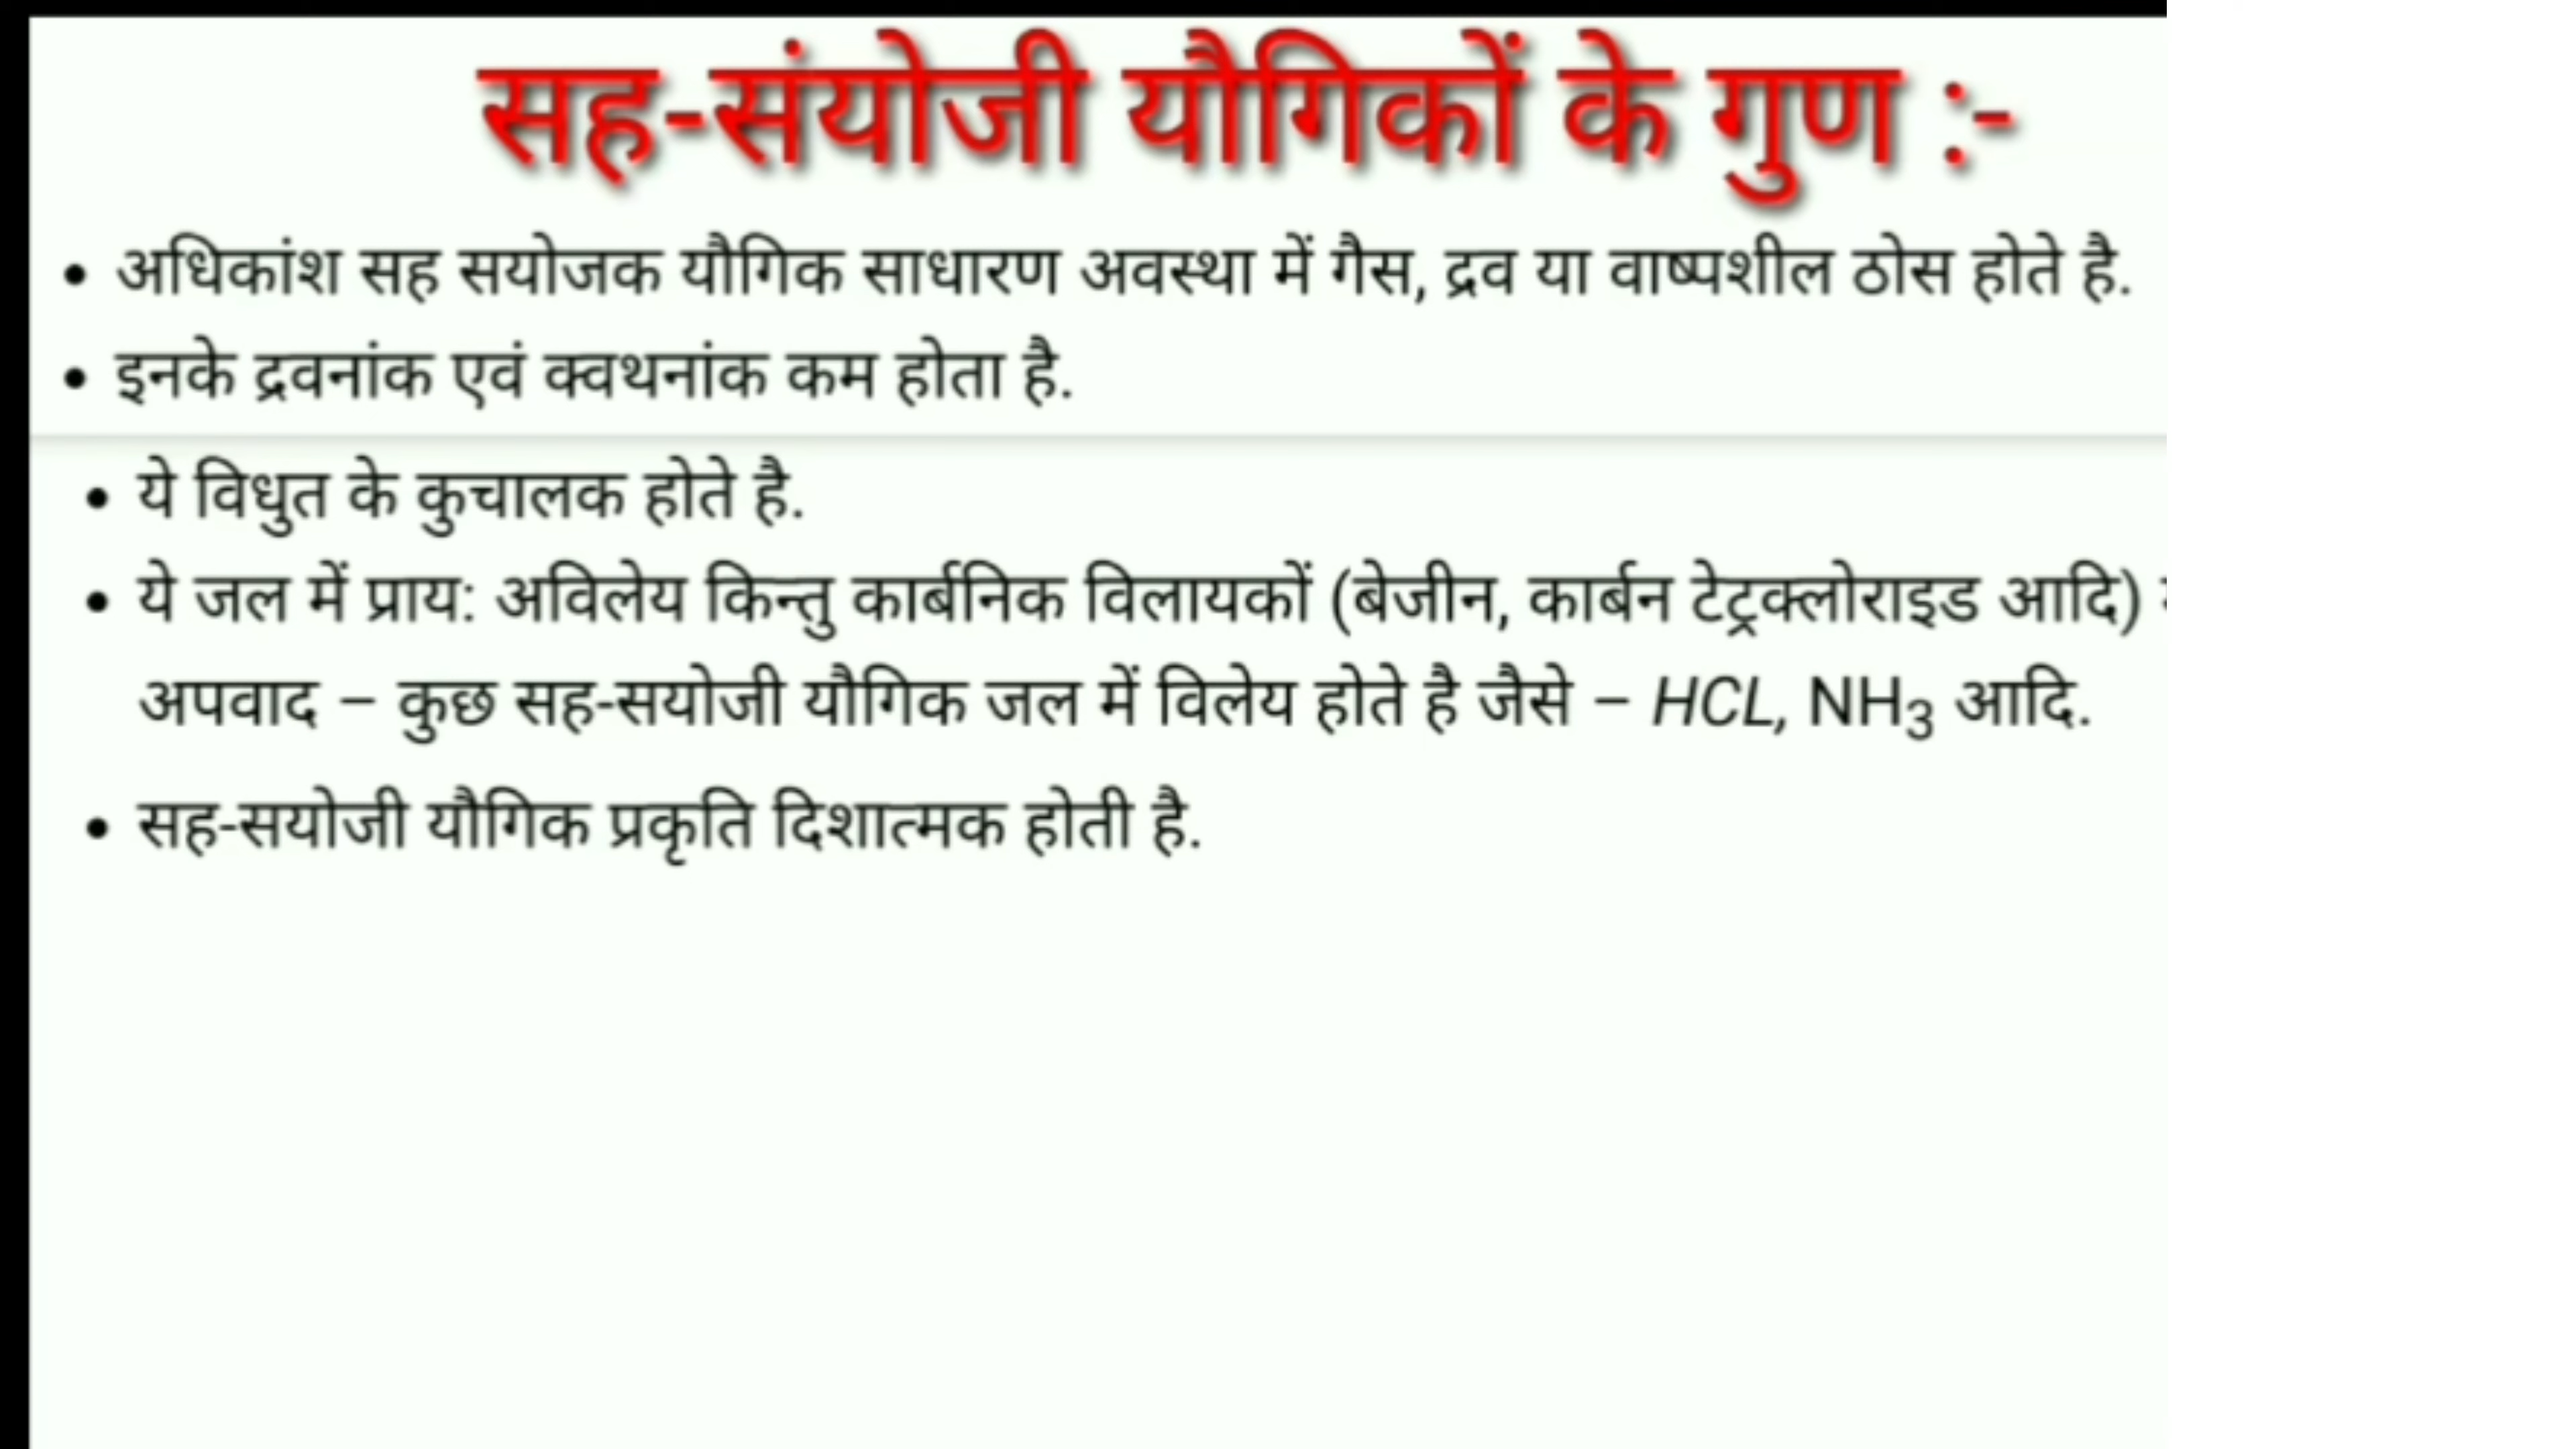 सह-संयोजी यौगिकों के गुण :-
• अधिकांश सह सयोजक यौगिक साधारण अवस्था में गैस, द्रव या वाष्पशील ठोस होते है.
• इनके द्रवनांक एवं क्वथनांक कम होता है.
• ये विधुत के कुचालक होते है.
• ये जल में प्राय: अविलेय किन्तु कार्बनिक विलायकों (बेजीन, कार्बन टेट्रक्लोराइड आदि)
अपवाद – कुछ सह-सयोजी यौगिक जल में विलेय होते है जैसे – HCL, NH₃ आदि.
• सह-सयोजी यौगिक प्रकृति दिशात्मक होती है.